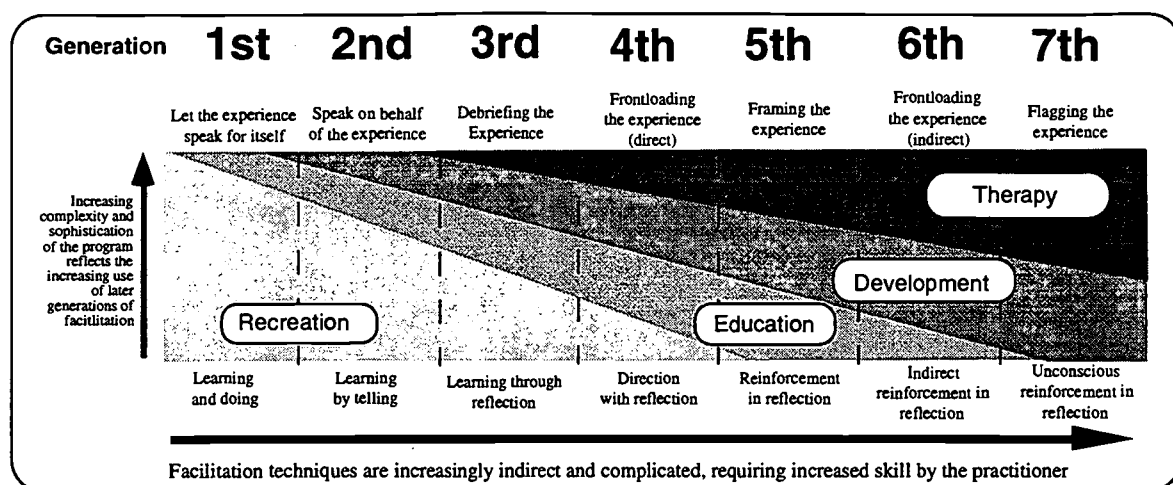 Generation 1st 2nd 3rd 4th 5th 6th 7th
Let the experience
speak for itself
Speak on behalf
of the experience
Debriefing the
Experience
Frontloading
the experience
(direct)
Framing the
experience
Frontloading
the experience
(indirect)
Flagging the
experience
Increasing
complexity and
sophistication
of the program
reflects the
increasing use
of later
generations of
facitlitation
Therapy
Development
Recreation
Education
Learning
and doing
Learning
by telling
Learning through
reflection
Direction
with reflection
Reinforcement
in reflection
Indirect
reinforcement in
reflection
Unconscious
reinforcement in
reflection
Facilitation techniques are increasingly indirect and complicated, requiring increased skill by the practitioner